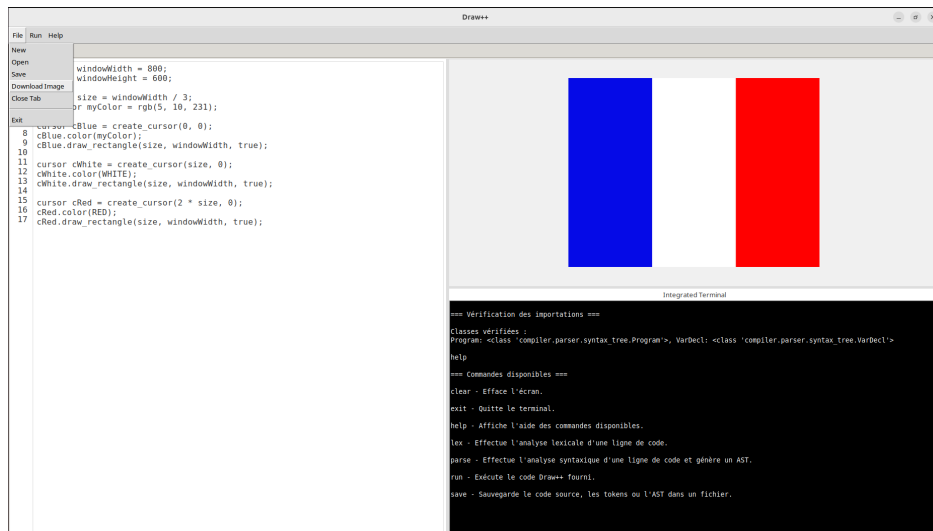 Draw++
File Run Help
New
Open
Save
Download Image
Close Tab
Exit
windowWidth = 800;
windowHeight = 600;
size = windowWidth / 3;
or myColor = rgb(5, 10, 231);
cursor cBlue = create_cursor(0, 0);
8 cBlue.color(myColor);
9 cBlue.draw_rectangle(size, windowWidth, true);
10
11 cursor cWhite = create_cursor(size, 0);
12 cWhite.color(WHITE);
13 cWhite.draw_rectangle(size, windowWidth, true);
14
15 cursor cRed = create_cursor(2 * size, 0);
16 cRed.color(RED);
17 cRed.draw_rectangle(size, windowWidth, true);
Integrated Terminal
=== Vérification des importations ===
Classes vérifiées :
Program: <class 'compiler.parser.syntax_tree.Program'>, VarDecl: <class 'compiler.parser.syntax_tree.VarDecl'>
help
=== Commandes disponibles ===
clear - Efface l'écran.
exit - Quitte le terminal.
help - Affiche l'aide des commandes disponibles.
lex - Effectue l'analyse lexicale d'une ligne de code.
parse - Effectue l'analyse syntaxique d'une ligne de code et génère un AST.
run - Exécute le code Draw++ fourni.
save - Sauvegarde le code source, les tokens ou l'AST dans un fichier.